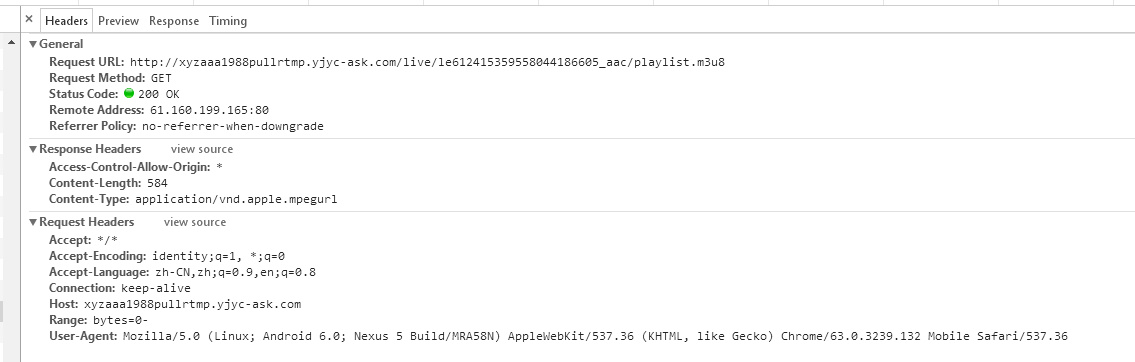 × Headers Preview Response Timing
▼General
Request URL: http://xyzaaa1988pullrtmp.yjyc-ask.com/live/le612415359558044186605_aac/playlist.m3u8
Request Method: GET
Status Code: 200 OK
Remote Address: 61.160.199.165:80
Referrer Policy: no-referrer-when-downgrade
▼Response Headers view source
Access-Control-Allow-Origin: *
Content-Length: 584
Content-Type: application/vnd.apple.mpegurl
▼Request Headers view source
Accept: */*
Accept-Encoding: identity;q=1, *;q=0
Accept-Language: zh-CN,zh;q=0.9,en;q=0.8
Connection: keep-alive
Host: xyzaaa1988pullrtmp.yjyc-ask.com
Range: bytes=0-
User-Agent: Mozilla/5.0 (Linux; Android 6.0; Nexus 5 Build/MRA58N) AppleWebKit/537.36 (KHTML, like Gecko) Chrome/63.0.3239.132 Mobile Safari/537.36